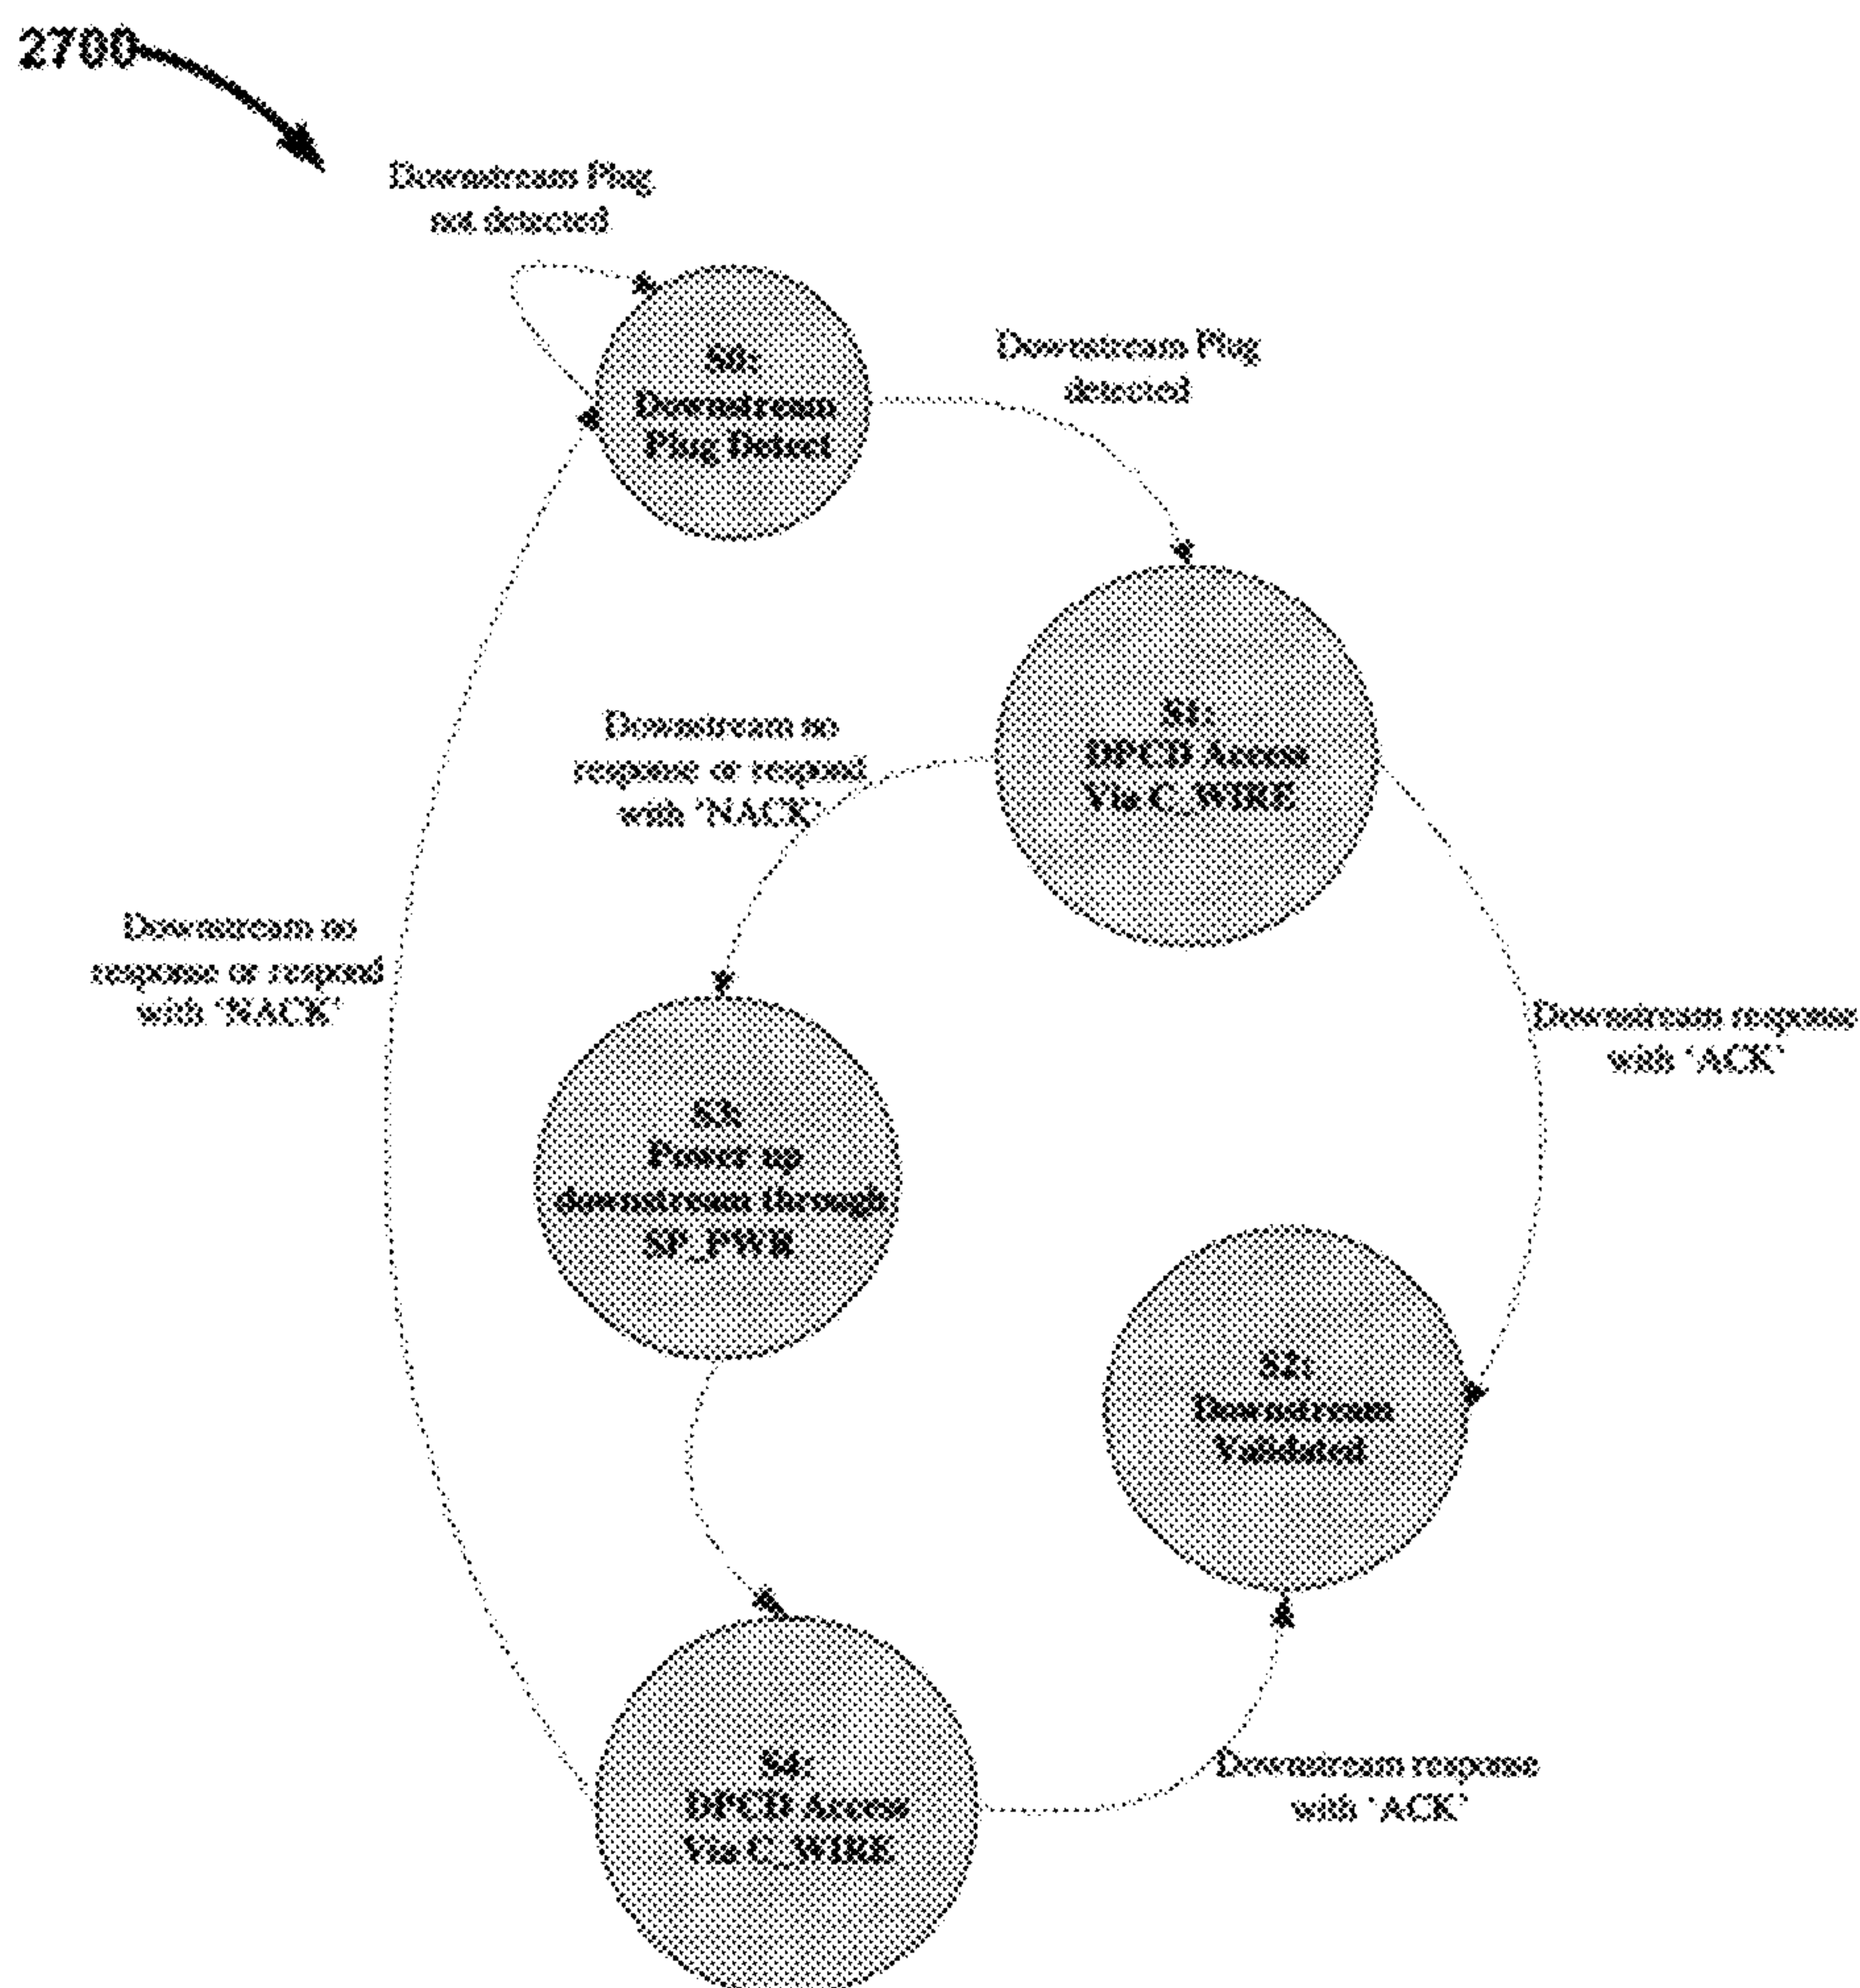 2700
Downstream Plug
not detected
S0:
Downstream
Plug Detect
Downstream Plug
detected
S1:
DPCD Access
Via C_WIRE
Downstream no
response or respond
with 'NACK'
Downstream no
response or respond
with 'NACK'
Downstream response
with 'ACK'
S3:
Power up
downstream through
SP_PWR
S2:
Downstream
Validated
S4:
DPCD Access
Via C_WIRE
Downstream response
with 'ACK'